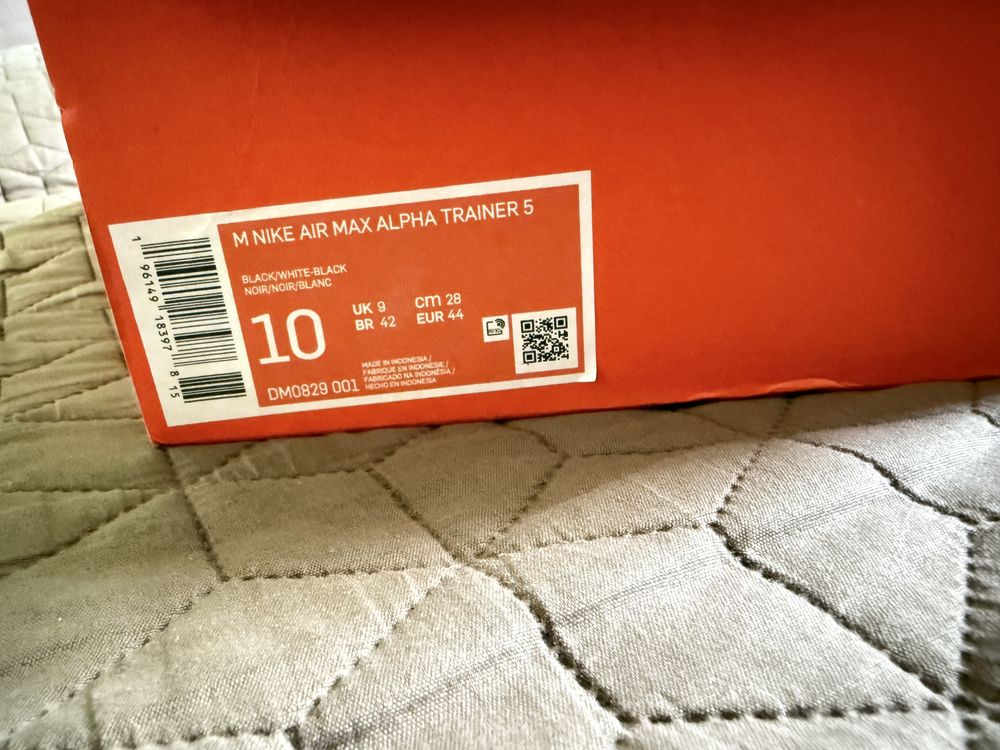 M NIKE AIR MAX ALPHA TRAINER 5
BLACK/WHITE-BLACK
NOIR/NOIR/BLANC
10
UK 9 cm 28
BR 42 EUR 44
DM0829 001
MADE IN INDONESIA /
FABRIQUE EN INDONESIE /
FABRICADO NA INDONÉSIA /
HECHO EN INDONESIA
1 96149 18397 8 15